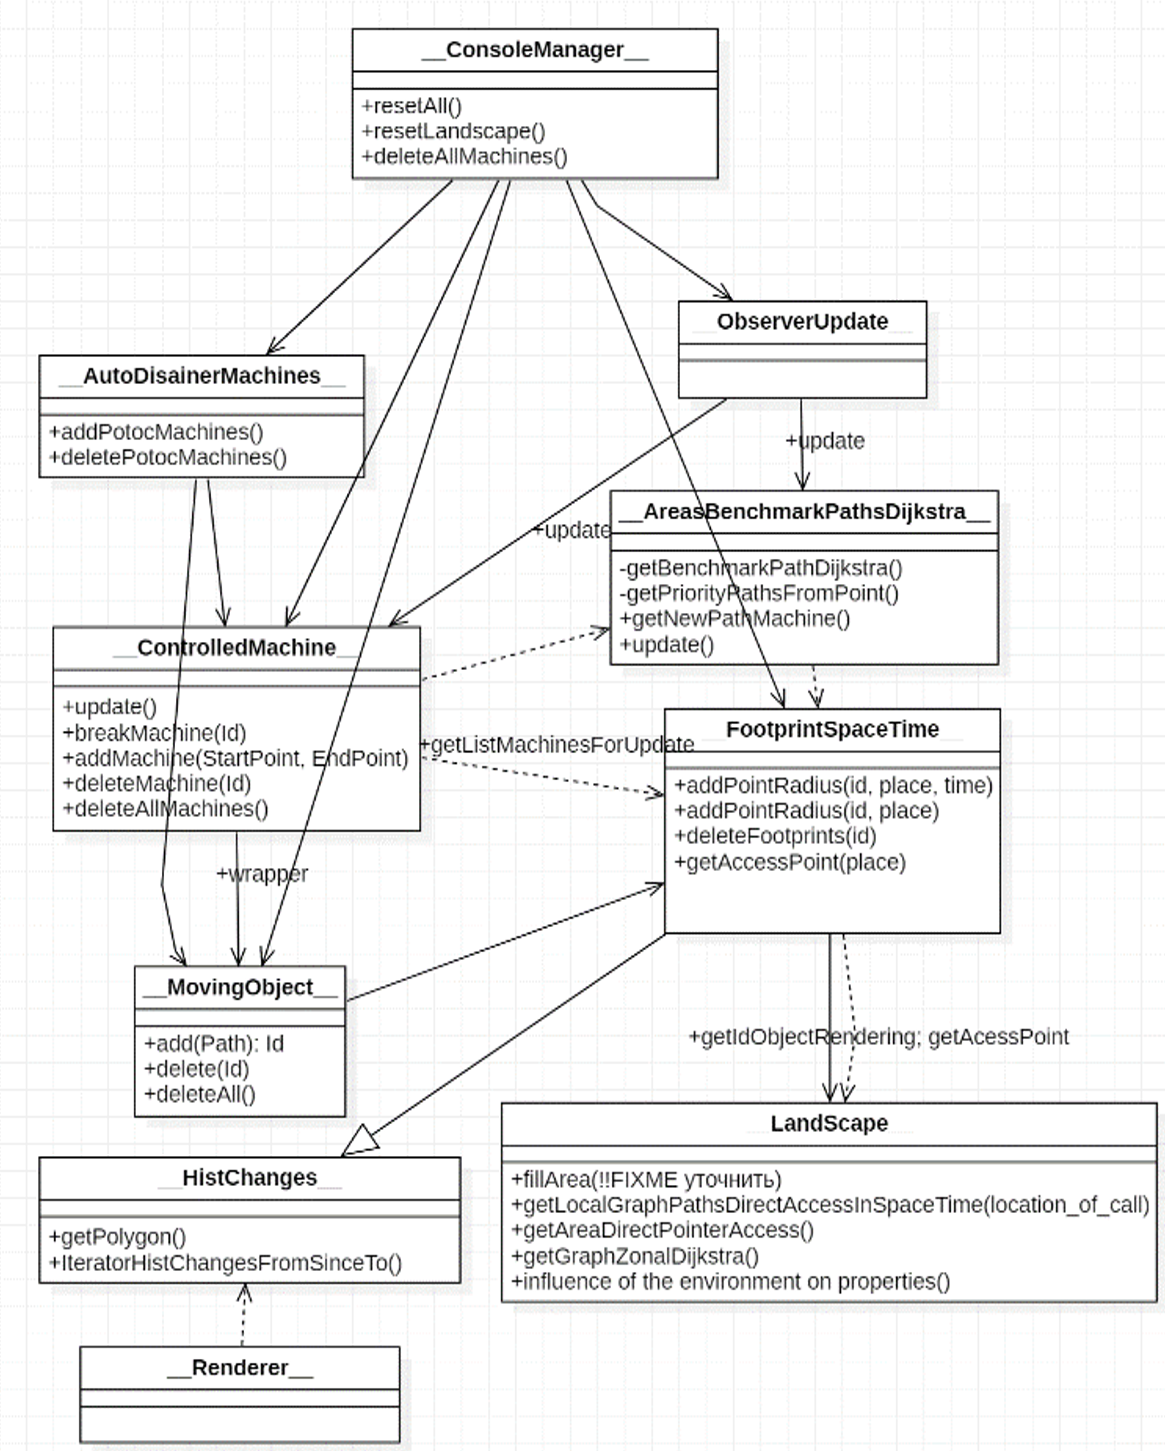 __ConsoleManager__
+resetAll()
+resetLandscape()
+deleteAllMachines()
ObserverUpdate
__AutoDisainerMachines__
+addPotocMachines()
+deletePotocMachines()
+update
__AreasBenchmarkPathsDijkstra__
-getBenchmarkPathDijkstra()
-getPriorityPathsFromPoint()
+getNewPathMachine()
+update()
+update
__ControlledMachine__
+update()
+breakMachine(Id)
+addMachine(StartPoint, EndPoint)
+deleteMachine(Id)
+deleteAllMachines()
+getListMachinesForUpdate
FootprintSpaceTime
+addPointRadius(id, place, time)
+addPointRadius(id, place)
+deleteFootprints(id)
+getAccessPoint(place)
+wrapper
__MovingObject__
+add(Path): Id
+delete(Id)
+deleteAll()
+getIdObjectRendering; getAcessPoint
LandScape
+fillArea(!!FIXME уточнить)
+getLocalGraphPathsDirectAccessInSpaceTime(location_of_call)
+getAreaDirectPointerAccess()
+getGraphZonalDijkstra()
+influence of the environment on properties()
__HistChanges__
+getPolygon()
+IteratorHistChangesFromSinceTo()
__Renderer__